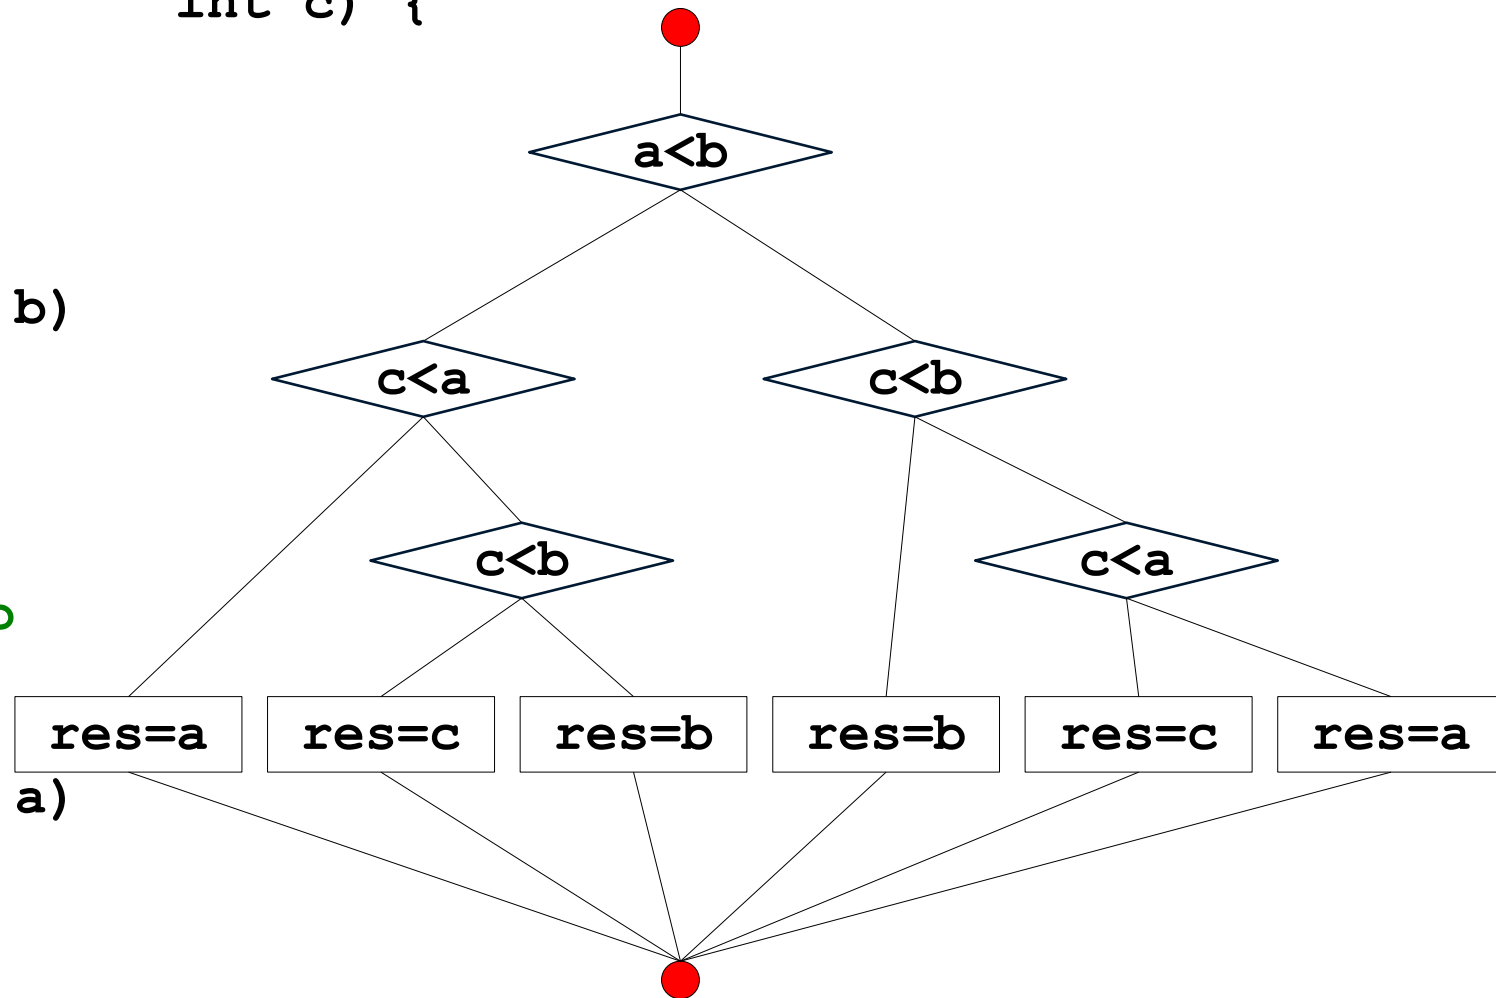 int c) {
a<b
b)
c<a c<b
c<b c<a
res=a res=c res=b res=b res=c res=a
a)